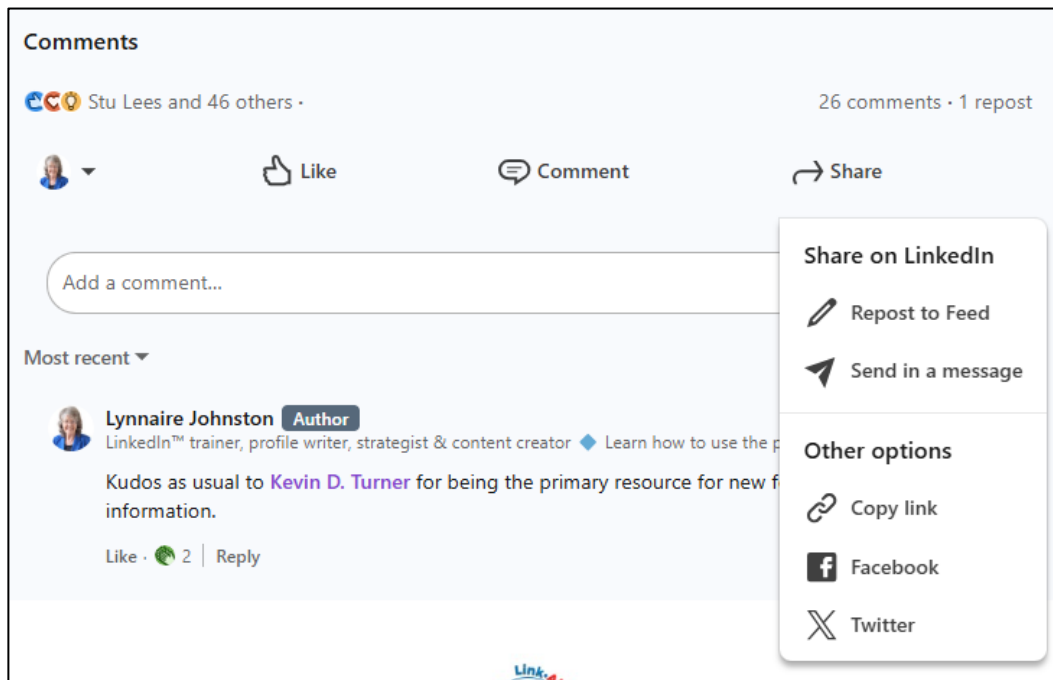 Comments
Stu Lees and 46 others ·
26 comments · 1 repost
Like
Comment
Share
Share on LinkedIn
Repost to Feed
Send in a message
Other options
Copy link
Facebook
Twitter
Add a comment...
Most recent
Lynnaire Johnston Author
LinkedIn™ trainer, profile writer, strategist & content creator 🔷 Learn how to use the
Kudos as usual to Kevin D. Turner for being the primary resource for new
information.
Like · 2 | Reply
Link